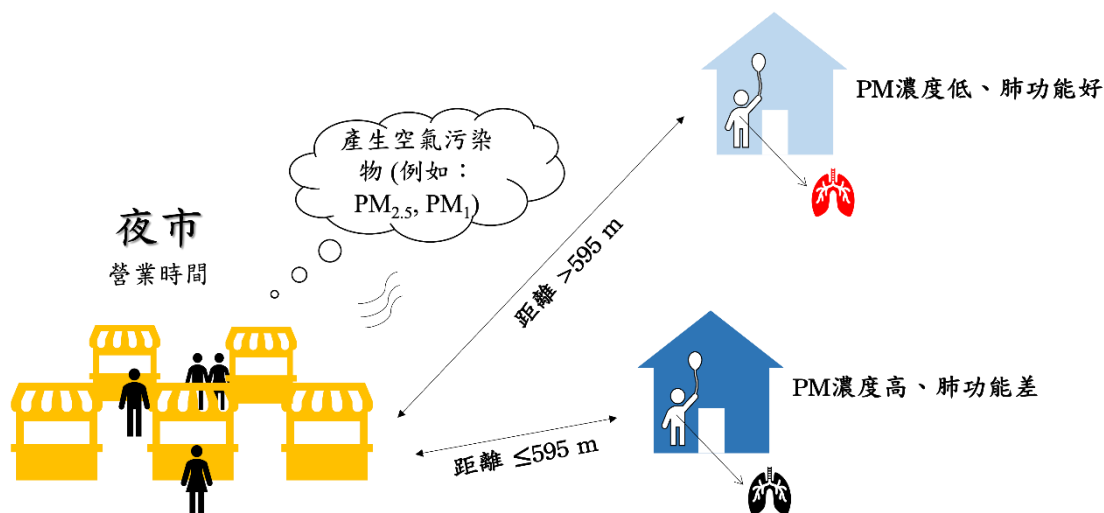 產生空氣污染
物 (例如：
PM2.5, PM1)
夜市
營業時間
PM濃度低、肺功能好
距離 >595 m
PM濃度高、肺功能差
距離 ≤595 m